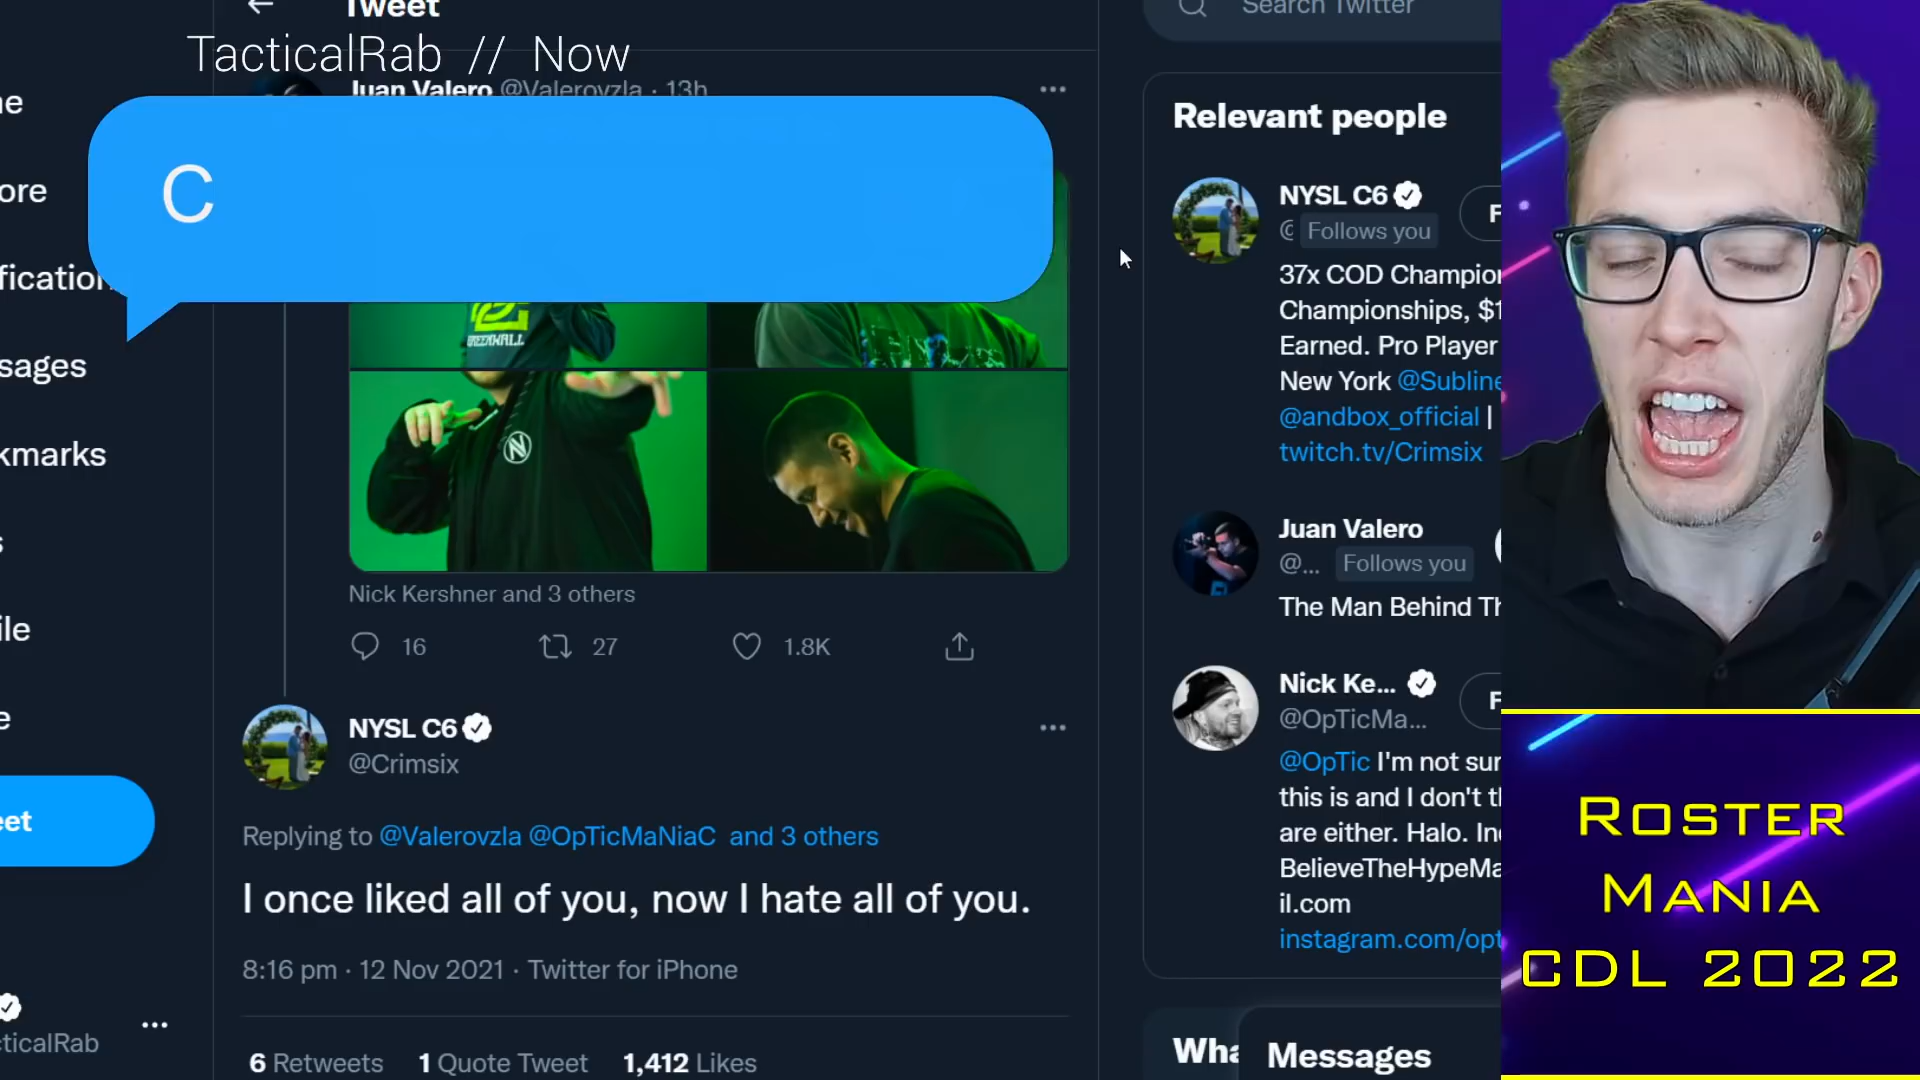 Tweet
Search Twitter
TacticalRab // Now
Juan Valero @Valerovzla · 13h
C
GREENWALL
Nick Kershner and 3 others
16
27
1.8K
NYSL C6
@Crimsix
Replying to @Valerovzla @OpTicMaNiaC and 3 others
I once liked all of you, now I hate all of you.
8:16 pm · 12 Nov 2021 · Twitter for iPhone
6 Retweets 1 Quote Tweet 1,412 Likes
ore
sages
kmarks
ile
eet
cticalRab
Relevant people
NYSL C6
Follows you
37x COD Champion
Championships, $1
Earned. Pro Player
New York @Subline
@andbox_official |
twitch.tv/Crimsix
Juan Valero
@... Follows you
The Man Behind Th
Nick Ke...
@OpTicMa...
@OpTic I'm not sur
this is and I don't th
are either. Halo. Inc
BelieveTheHypeMa
il.com
instagram.com/opt
Wha
Messages
Roster
Mania
CDL 2022